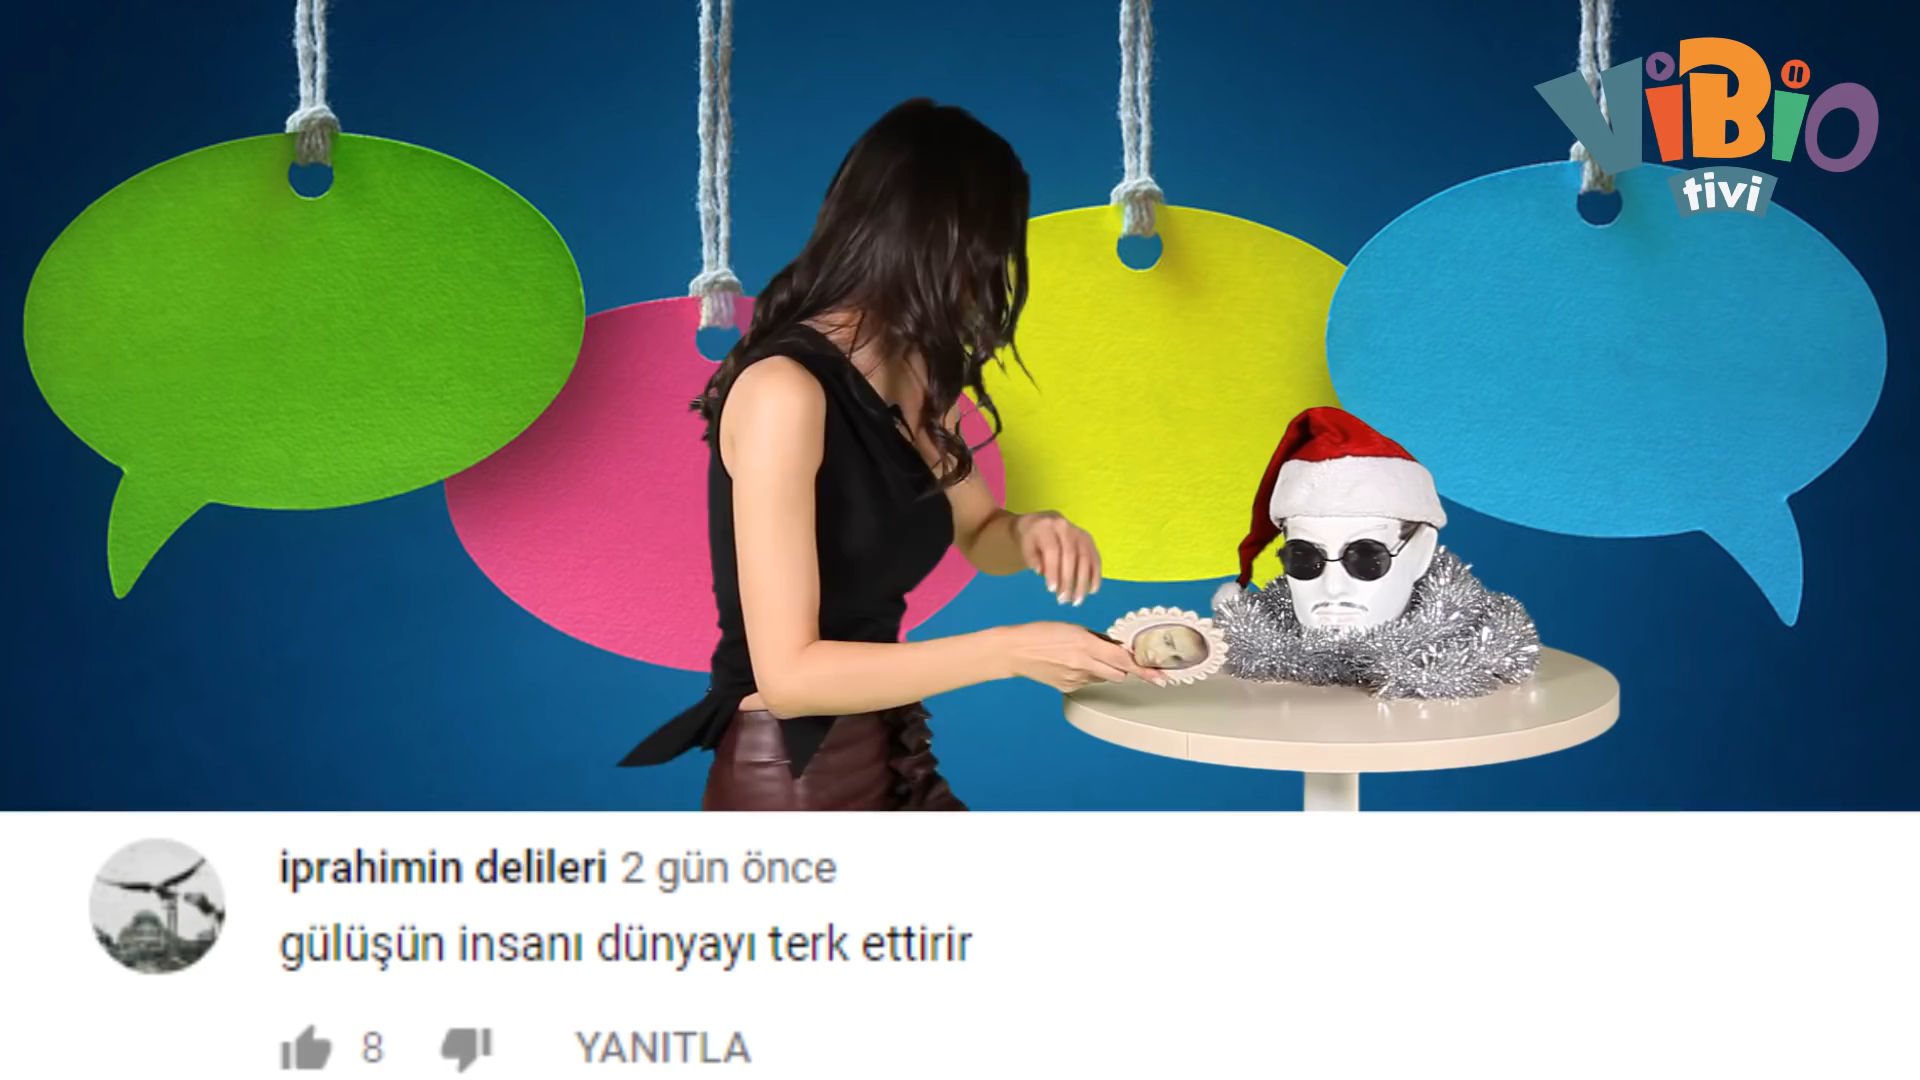 ViBiO
tivi
iprahimin delileri 2 gün önce
gülüşün insanı dünyayı terk ettirir
8
YANITLA